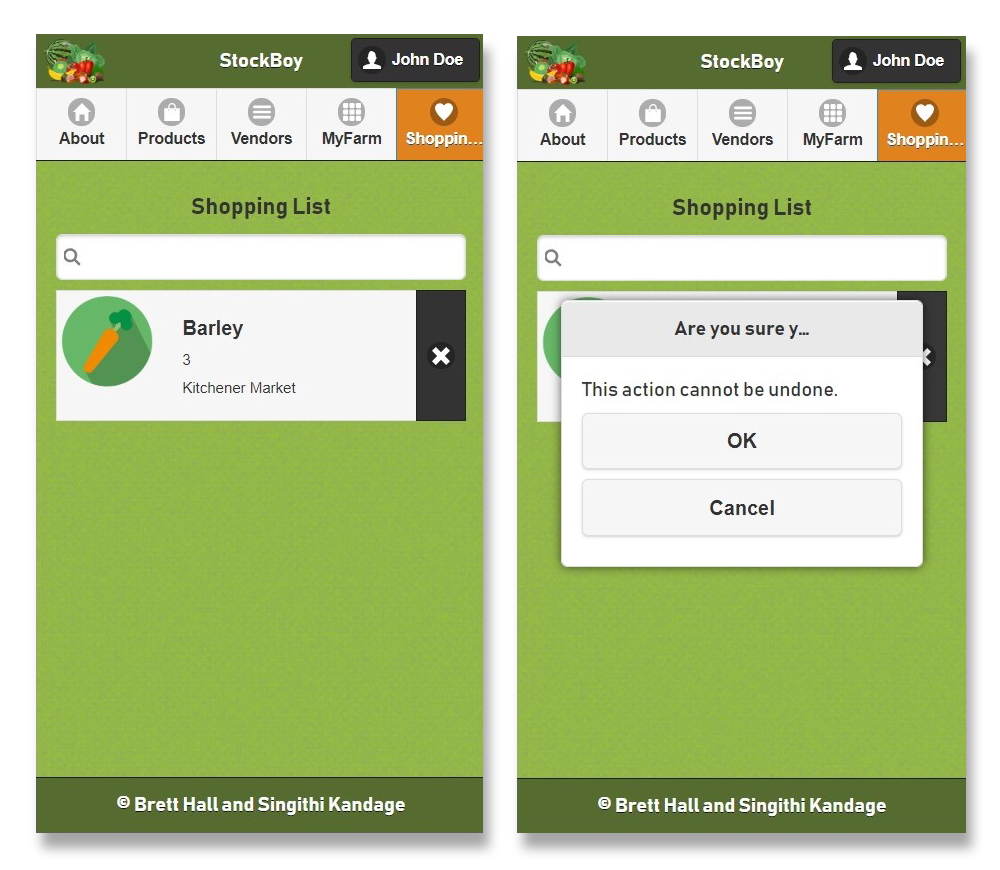 StockBoy
John Doe
About
Products
Vendors
MyFarm
Shoppin...
Shopping List
Barley
3
Kitchener Market
© Brett Hall and Singithi Kandage
StockBoy
John Doe
About
Products
Vendors
MyFarm
Shoppin...
Shopping List
Are you sure y...
This action cannot be undone.
OK
Cancel
© Brett Hall and Singithi Kandage